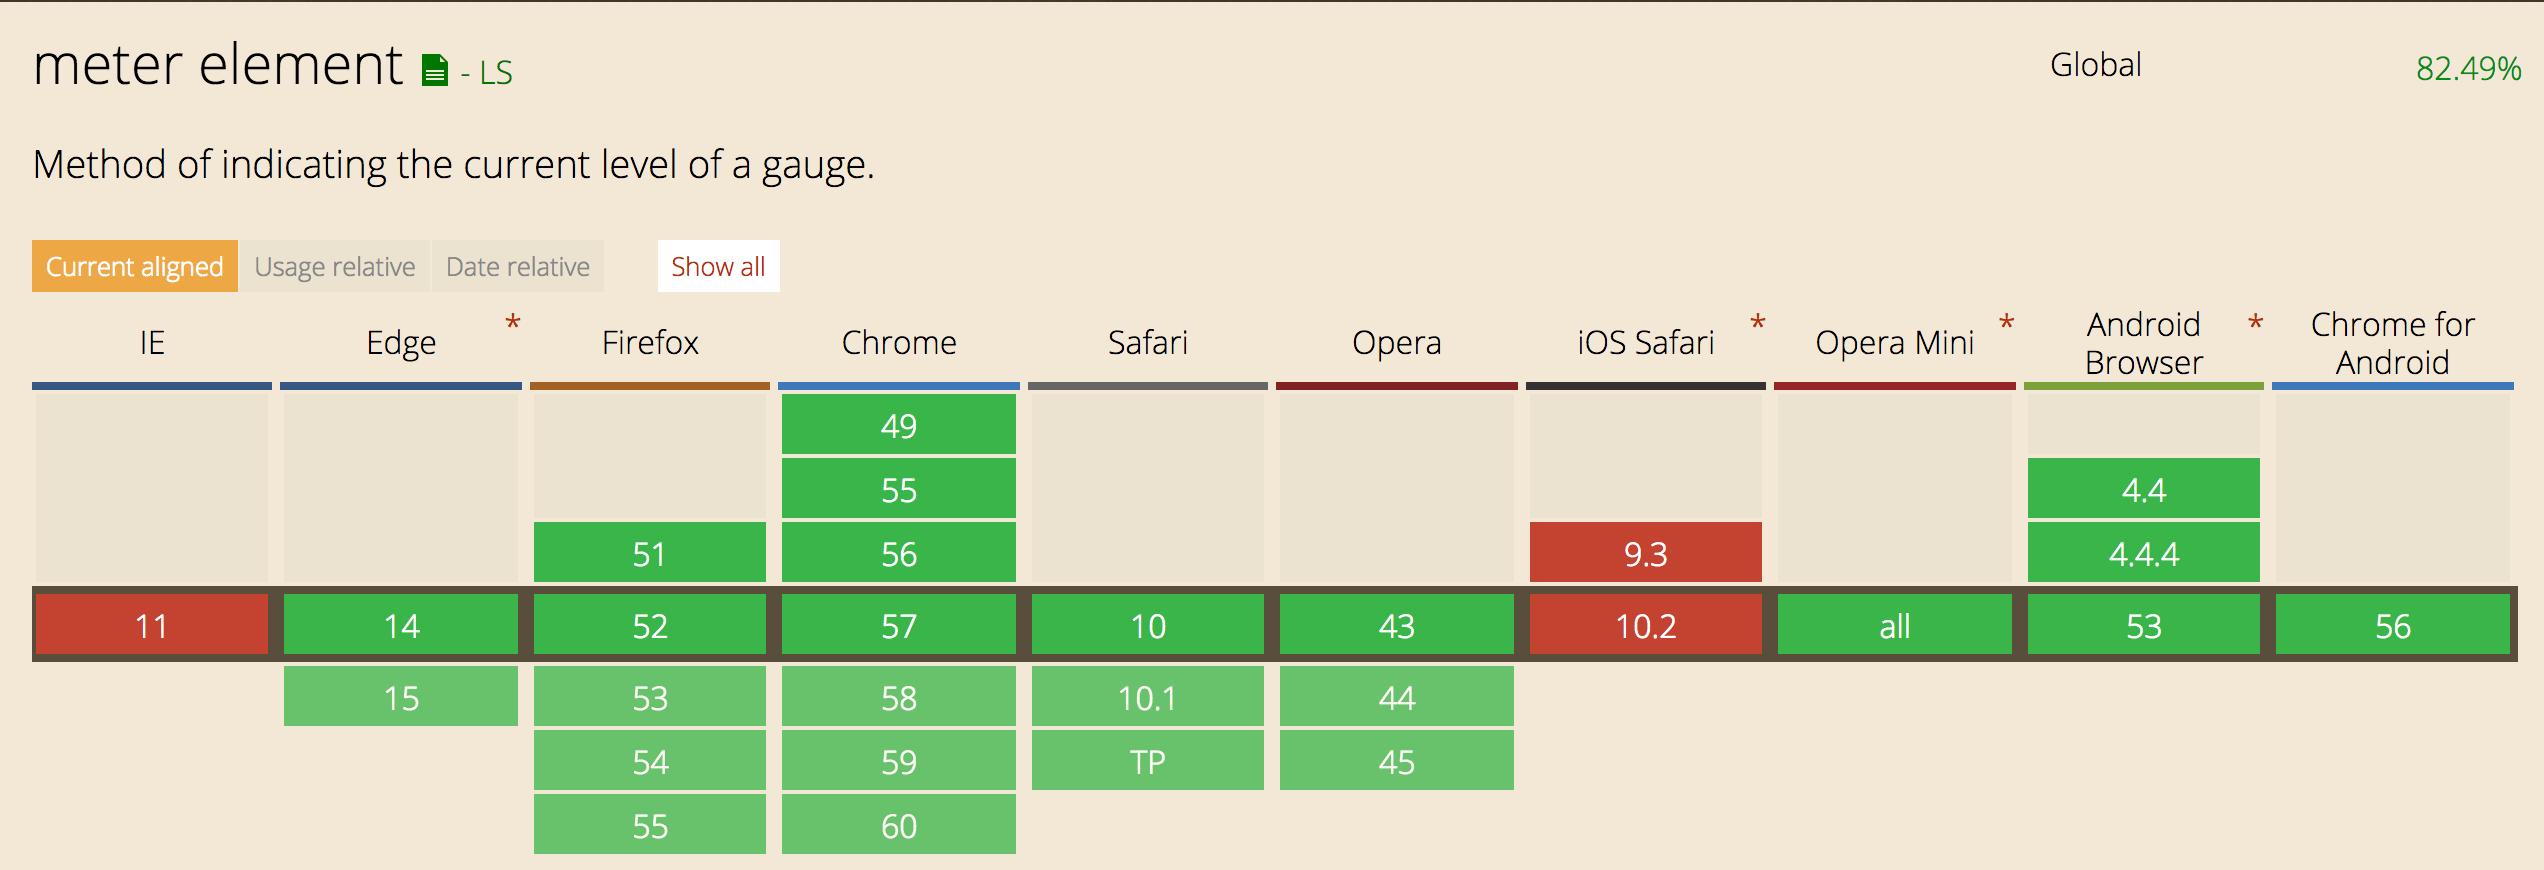 meter element - LS
Global 82.49%
Method of indicating the current level of a gauge.
Current aligned Usage relative Date relative Show all
IE Edge * Firefox Chrome Safari Opera iOS Safari * Opera Mini * Android Browser * Chrome for Android
49
55 4.4
51 56 9.3 4.4.4
11 14 52 57 10 43 10.2 all 53 56
15 53 58 10.1 44
54 59 TP 45
55 60